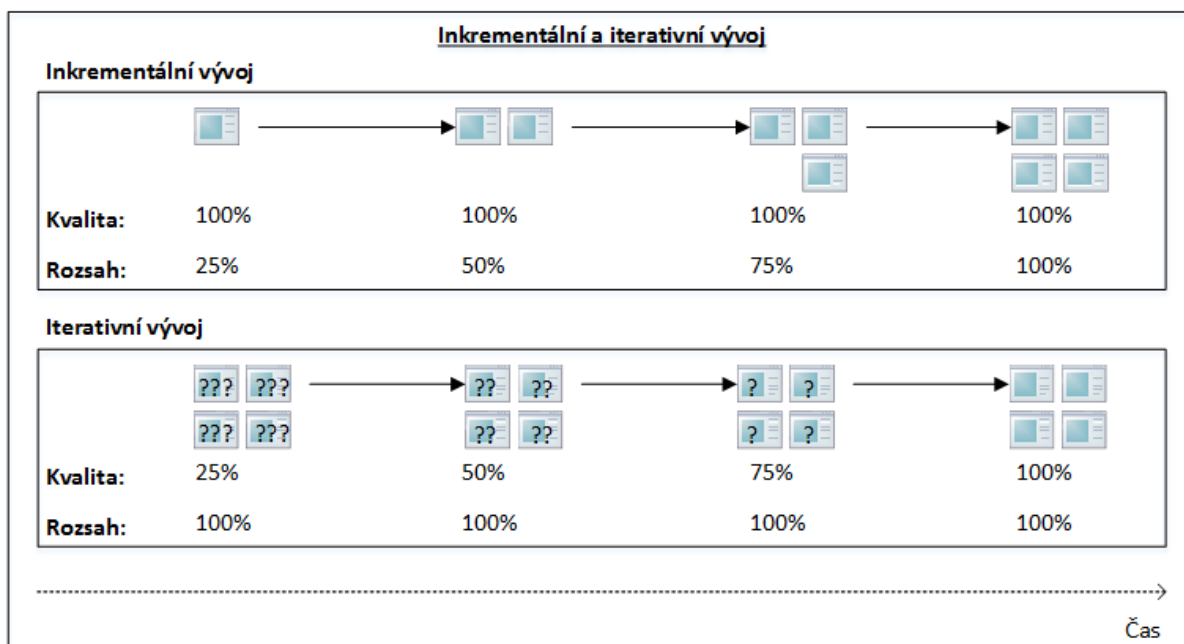 Inkrementální a iterativní vývoj
Inkrementální vývoj
Kvalita: 100% 100% 100% 100%
Rozsah: 25% 50% 75% 100%
Iterativní vývoj
??? ??? ?? ?? ? ?
??? ??? ?? ?? ? ?
Kvalita: 25% 50% 75% 100%
Rozsah: 100% 100% 100% 100%
Čas